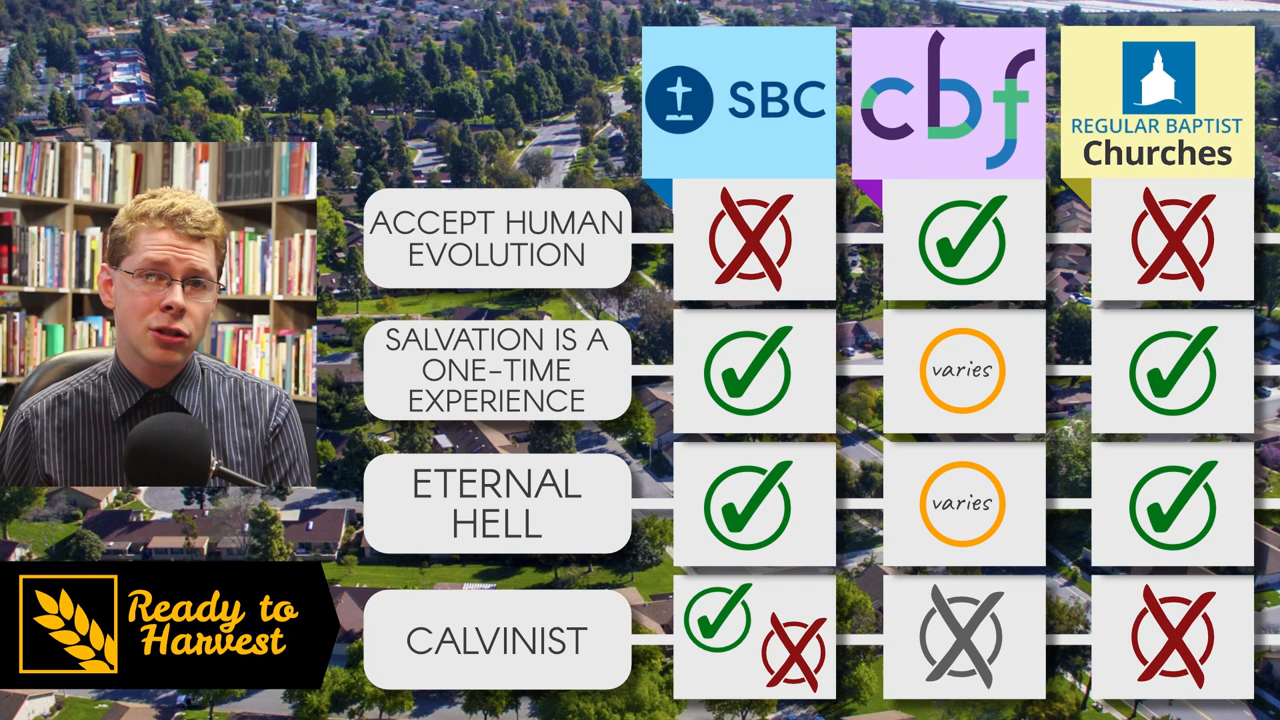 SBC
cbf
REGULAR BAPTIST
Churches
ACCEPT HUMAN
EVOLUTION
SALVATION IS A
ONE-TIME
EXPERIENCE
varies
ETERNAL
HELL
varies
CALVINIST
Ready to
Harvest